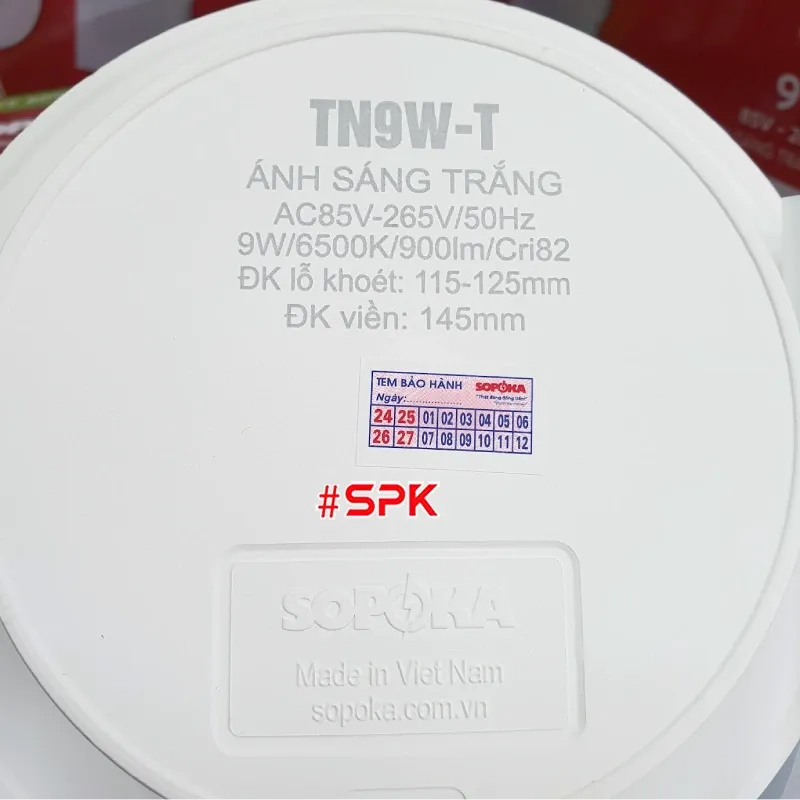 TN9W-T
ÁNH SÁNG TRẮNG
AC85V-265V/50Hz
9W/6500K/900lm/Cri82
ĐK lỗ khoét: 115-125mm
ĐK viền: 145mm
TEM BẢO HÀNH SOPOKA
Ngày:................
24 25 01 02 03 04 05 06
26 27 07 08 09 10 11 12
#SPK
SOPOKA
Made in Viet Nam
sopoka.com.vn